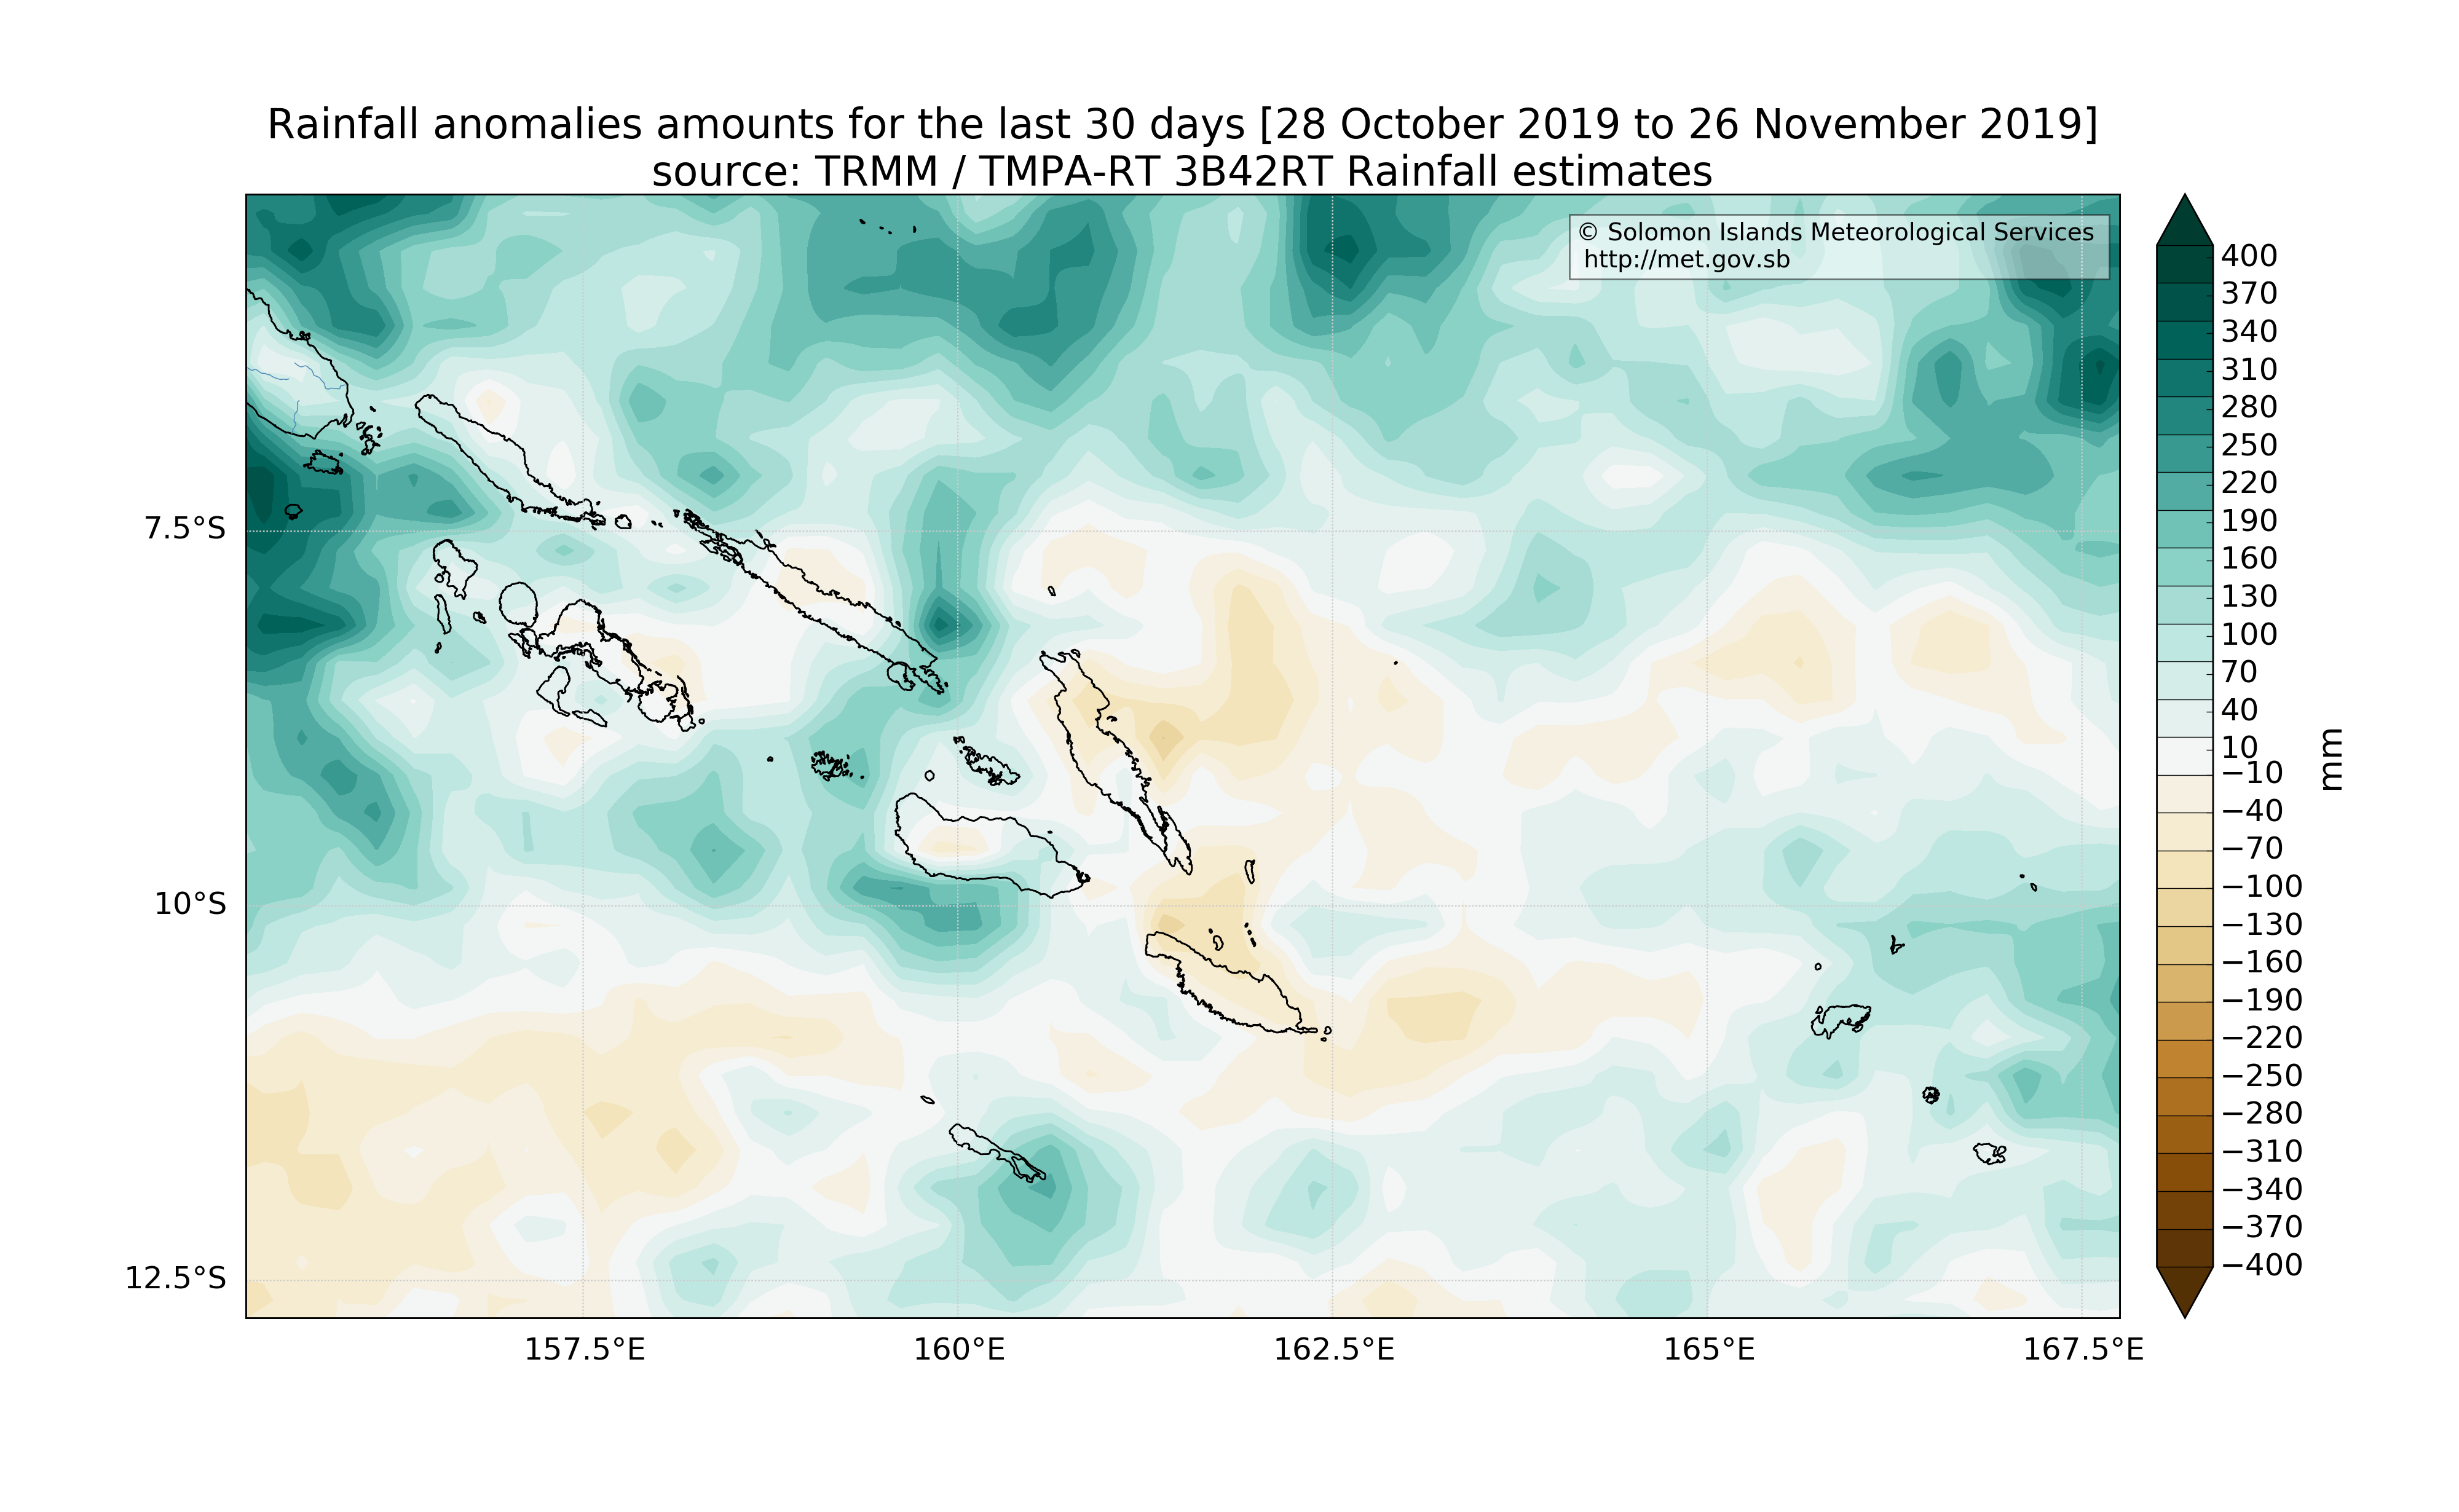 Rainfall anomalies amounts for the last 30 days [28 October 2019 to 26 November 2019]
source: TRMM / TMPA-RT 3B42RT Rainfall estimates
© Solomon Islands Meteorological Services
http://met.gov.sb
7.5°S
10°S
12.5°S
157.5°E
160°E
162.5°E
165°E
167.5°E
400
370
340
310
280
250
220
190
160
130
100
70
40
10
−10
−40
−70
−100
−130
−160
−190
−220
−250
−280
−310
−340
−370
−400
mm